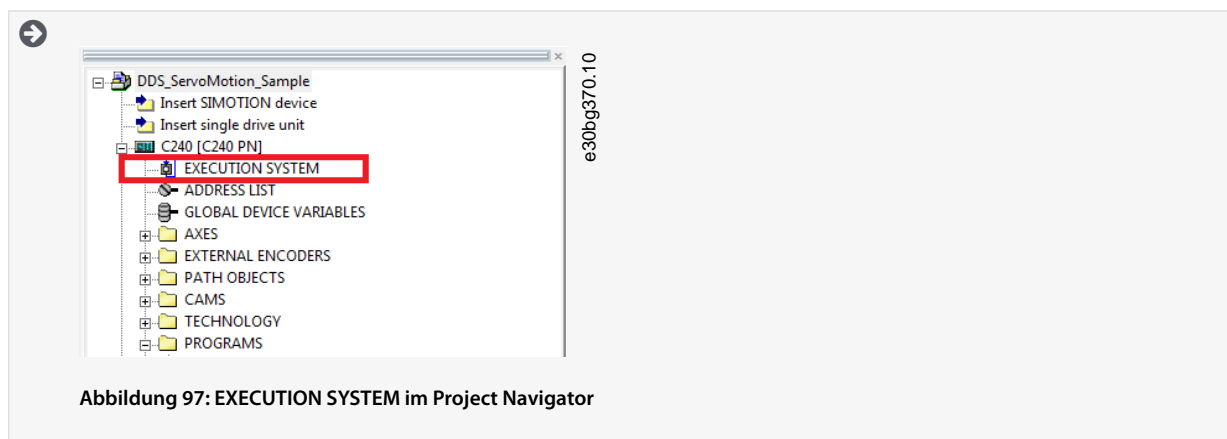 DDS_ServoMotion_Sample
Insert SIMOTION device
Insert single drive unit
C240 [C240 PN]
EXECUTION SYSTEM
ADDRESS LIST
GLOBAL DEVICE VARIABLES
AXES
EXTERNAL ENCODERS
PATH OBJECTS
CAMS
TECHNOLOGY
PROGRAMS
e30bg370.10
Abbildung 97: EXECUTION SYSTEM im Project Navigator